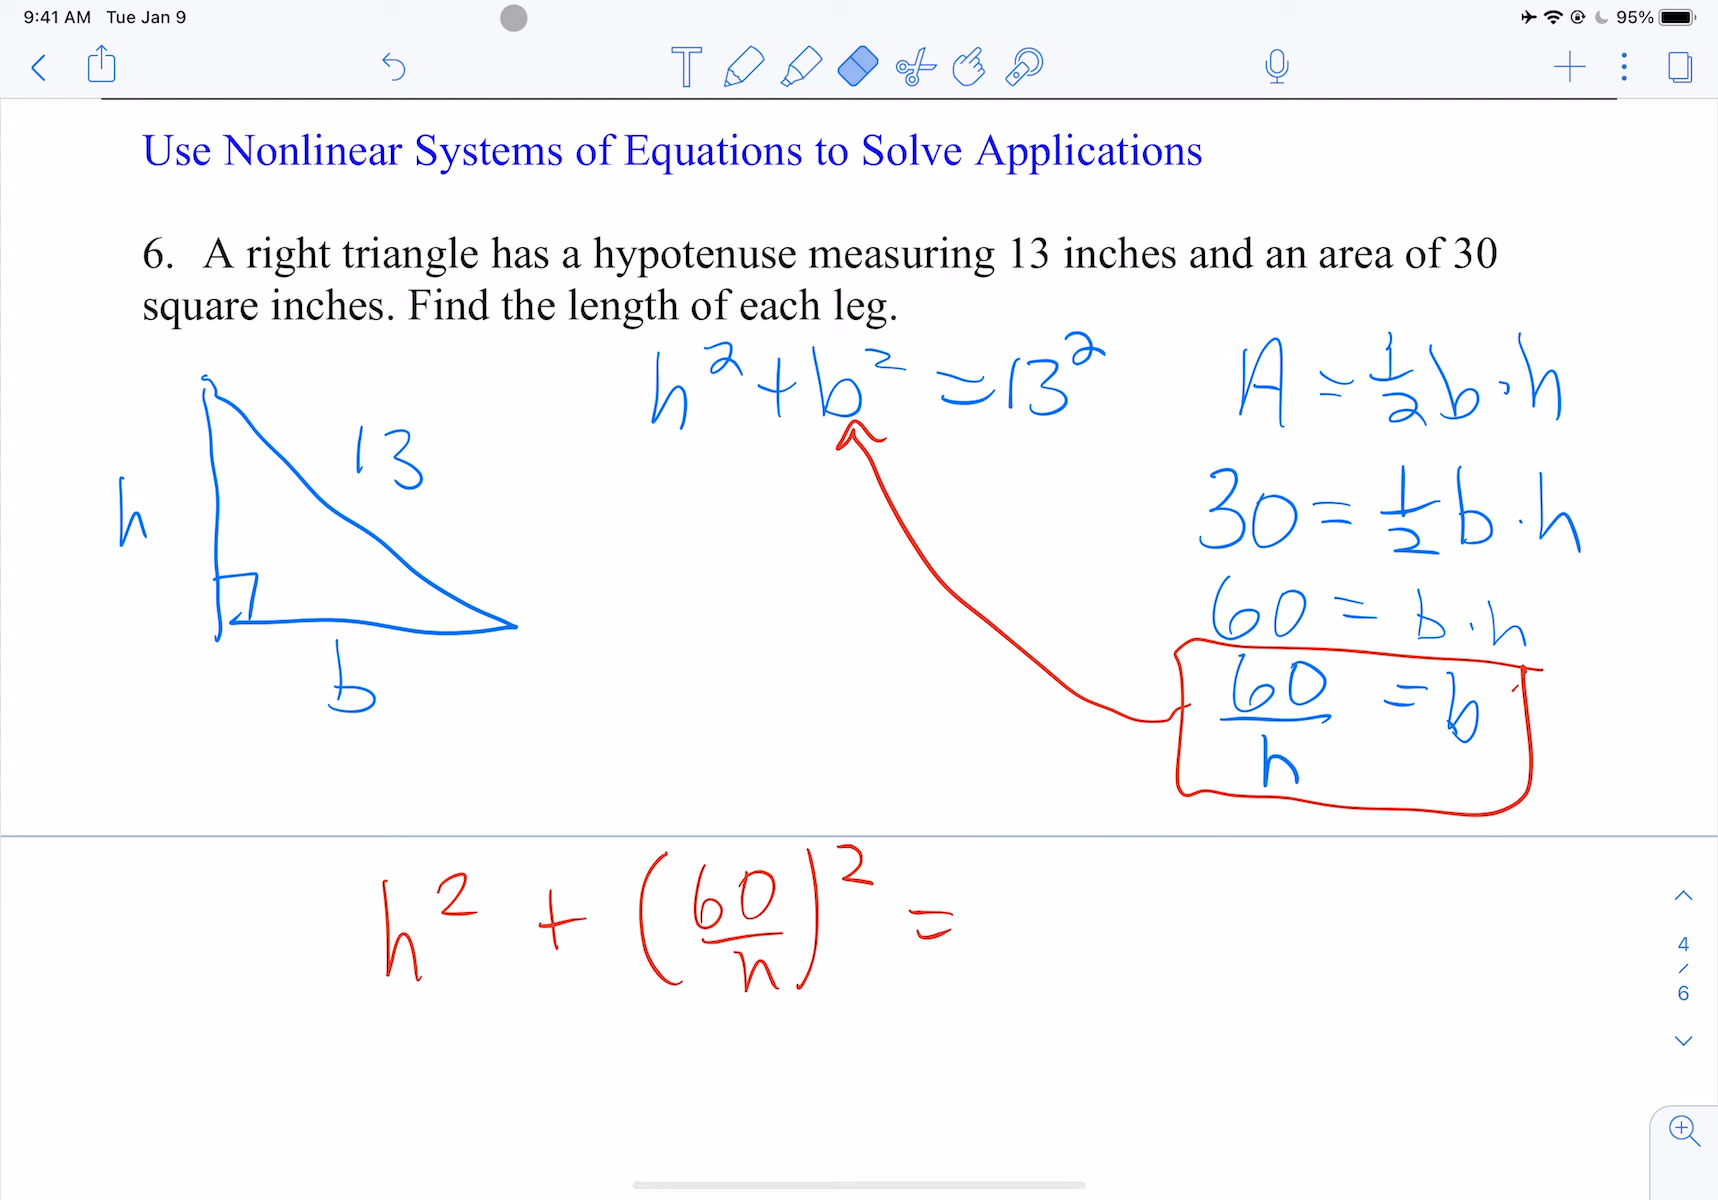 9:41 AM Tue Jan 9
95%
T
Use Nonlinear Systems of Equations to Solve Applications
6. A right triangle has a hypotenuse measuring 13 inches and an area of 30
square inches. Find the length of each leg.
h² + b² = 13²
A = 1/2 b · h
13
h
30 = 1/2 b · h
60 = b · h
b
60/h = b
h² + (60/h)² =
4
/
6